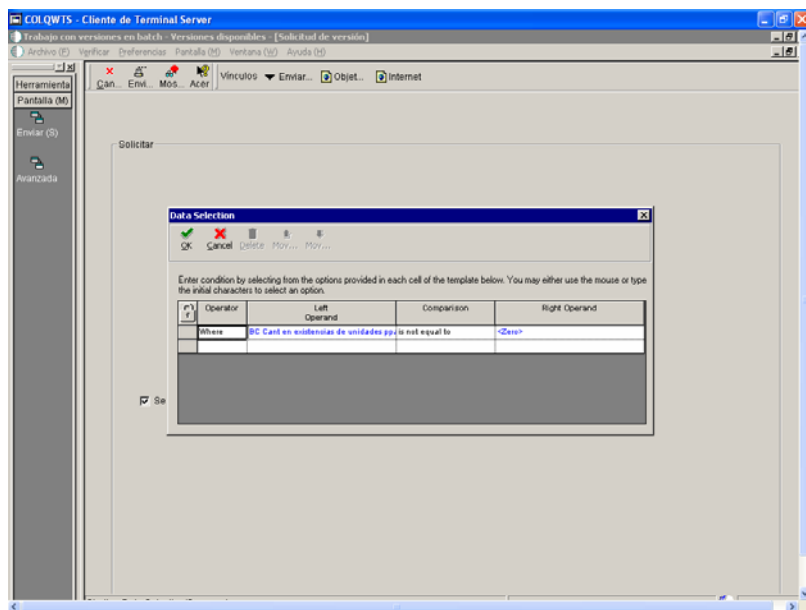 COLQWTS - Cliente de Terminal Server
Trabajo con versiones en batch - Versiones disponibles - [Solicitud de versión]
Archivo (F) Verificar Preferencias Pantalla (M) Ventana (W) Ayuda (H)
Herramienta
Pantalla (M)
Enviar (S)
Avanzada
Can... Envi... Mos... Acer Vínculos Enviar... Objet... Internet
Solicitar
Data Selection
OK Cancel Delete Mov... Mov...
Enter condition by selecting from the options provided in each cell of the template below. You may either use the mouse or type
the initial characters to select an option.
Operator Left Operand Comparison Right Operand
Where BC Cant en existencias de unidades ppa is not equal to <Zero>
Se